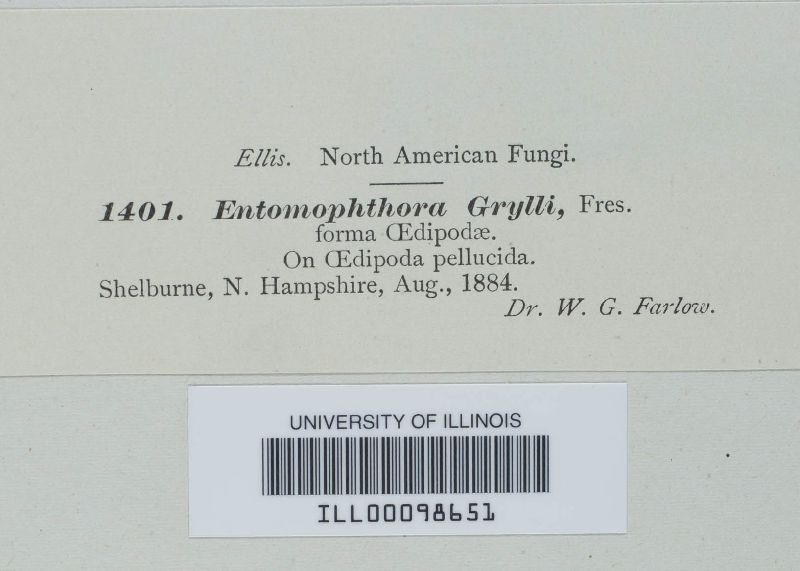 Ellis. North American Fungi.
1401. Entomophthora Grylli, Fres.
forma Œdipodæ.
On Œdipoda pellucida.
Shelburne, N. Hampshire, Aug., 1884.
Dr. W. G. Farlow.
UNIVERSITY OF ILLINOIS
ILL00098651